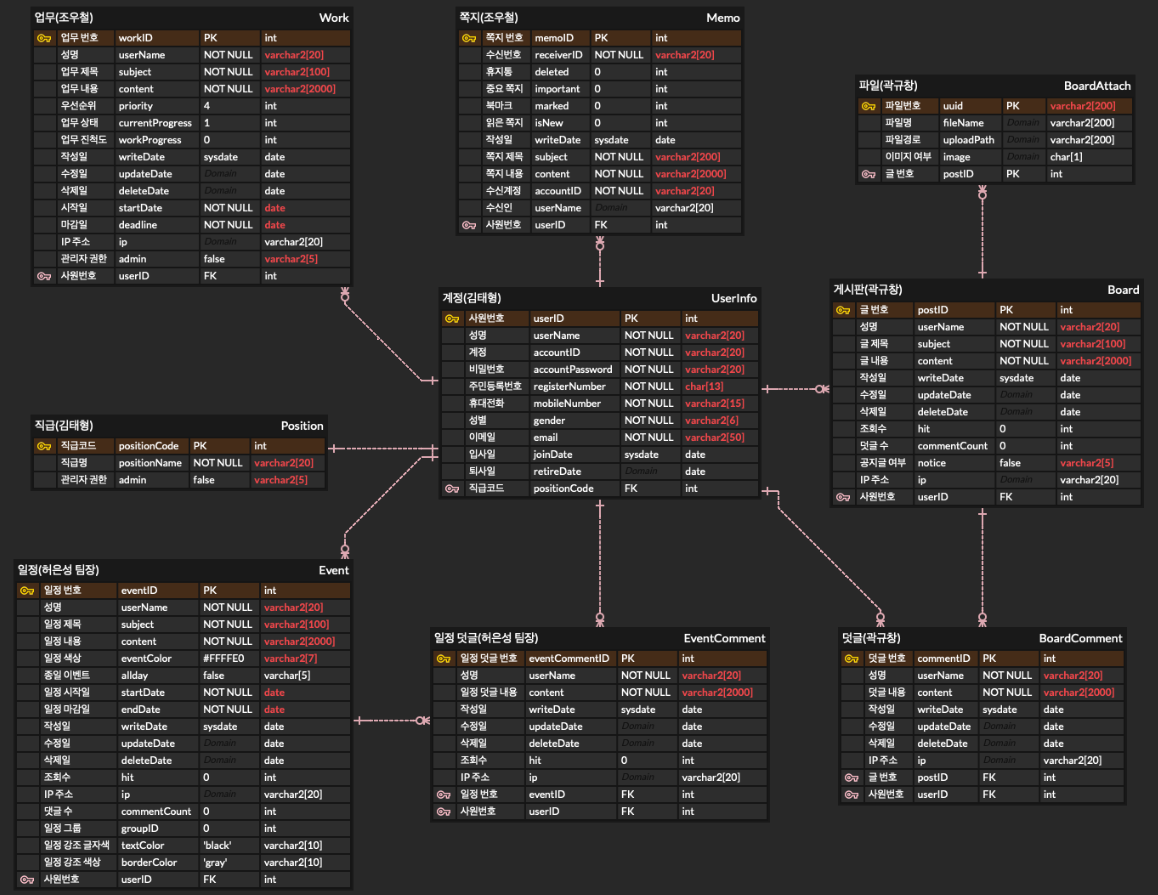 업무(조우철) Work
업무 번호 workID PK int
성명 userName NOT NULL varchar2[20]
업무 제목 subject NOT NULL varchar2[100]
업무 내용 content NOT NULL varchar2[2000]
우선순위 priority 4 int
업무 상태 currentProgress 1 int
업무 진척도 workProgress 0 int
작성일 writeDate sysdate date
수정일 updateDate Domain date
삭제일 deleteDate Domain date
시작일 startDate NOT NULL date
마감일 deadline NOT NULL date
IP 주소 ip Domain varchar2[20]
관리자 권한 admin false varchar2[5]
사원번호 userID FK int
쪽지(조우철) Memo
쪽지 번호 memoID PK int
수신번호 receiverID NOT NULL varchar2[20]
휴지통 deleted 0 int
중요 쪽지 important 0 int
북마크 marked 0 int
읽은 쪽지 isNew 0 int
작성일 writeDate sysdate date
쪽지 제목 subject NOT NULL varchar2[200]
쪽지 내용 content NOT NULL varchar2[2000]
수신계정 accountID NOT NULL varchar2[20]
수신인 userName Domain varchar2[20]
사원번호 userID FK int
파일(곽규창) BoardAttach
파일번호 uuid PK varchar2[200]
파일명 fileName Domain varchar2[200]
파일경로 uploadPath Domain varchar2[200]
이미지 여부 image Domain char[1]
글 번호 postID PK int
계정(김태형) UserInfo
사원번호 userID PK int
성명 userName NOT NULL varchar2[20]
계정 accountID NOT NULL varchar2[20]
비밀번호 accountPassword NOT NULL varchar2[20]
주민등록번호 registerNumber NOT NULL char[13]
휴대전화 mobileNumber NOT NULL varchar2[15]
성별 gender NOT NULL varchar2[6]
이메일 email NOT NULL varchar2[50]
입사일 joinDate sysdate date
퇴사일 retireDate Domain date
직급코드 positionCode FK int
게시판(곽규창) Board
글 번호 postID PK int
성명 userName NOT NULL varchar2[20]
글 제목 subject NOT NULL varchar2[100]
글 내용 content NOT NULL varchar2[2000]
작성일 writeDate sysdate date
수정일 updateDate Domain date
삭제일 deleteDate Domain date
조회수 hit 0 int
댓글 수 commentCount 0 int
공지글 여부 notice false varchar2[5]
IP 주소 ip Domain varchar2[20]
사원번호 userID FK int
직급(김태형) Position
직급코드 positionCode PK int
직급명 positionName NOT NULL varchar2[20]
관리자 권한 admin false varchar2[5]
일정(허은성 팀장) Event
일정 번호 eventID PK int
성명 userName NOT NULL varchar2[20]
일정 제목 subject NOT NULL varchar2[100]
일정 내용 content NOT NULL varchar2[2000]
일정 색상 eventColor #FFFFE0 varchar2[7]
종일 이벤트 allday false varchar[5]
일정 시작일 startDate NOT NULL date
일정 마감일 endDate NOT NULL date
작성일 writeDate sysdate date
수정일 updateDate Domain date
삭제일 deleteDate Domain date
조회수 hit 0 int
IP 주소 ip Domain varchar2[20]
댓글 수 commentCount 0 int
일정 그룹 groupID 0 int
일정 강조 글자색 textColor 'black' varchar2[10]
일정 강조 색상 borderColor 'gray' varchar2[10]
사원번호 userID FK int
일정 덧글(허은성 팀장) EventComment
일정 덧글 번호 eventCommentID PK int
성명 userName NOT NULL varchar2[20]
일정 덧글 내용 content NOT NULL varchar2[2000]
작성일 writeDate sysdate date
수정일 updateDate Domain date
삭제일 deleteDate Domain date
조회수 hit 0 int
IP 주소 ip Domain varchar2[20]
일정 번호 eventID FK int
사원번호 userID FK int
덧글(곽규창) BoardComment
덧글 번호 commentID PK int
성명 userName NOT NULL varchar2[20]
덧글 내용 content NOT NULL varchar2[2000]
작성일 writeDate sysdate date
수정일 updateDate Domain date
삭제일 deleteDate Domain date
IP 주소 ip Domain varchar2[20]
글 번호 postID FK int
사원번호 userID FK int